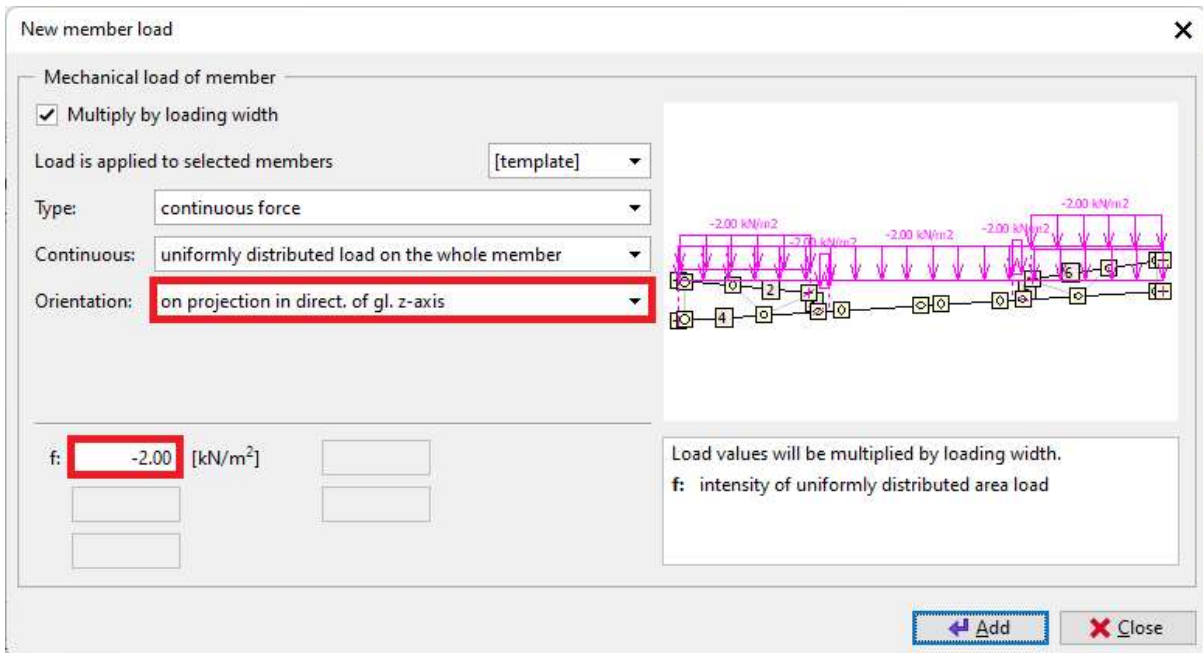 New member load
Mechanical load of member
Multiply by loading width
Load is applied to selected members [template]
Type: continuous force
Continuous: uniformly distributed load on the whole member
Orientation: on projection in direct. of gl. z-axis
-2.00 kN/m2
-2.00 kN/m2 -2.00 kN/m2 -2.00 kN/m2 -2.00 kN/m2
2 6
4
f: -2.00 [kN/m²]
Load values will be multiplied by loading width.
f: intensity of uniformly distributed area load
Add Close